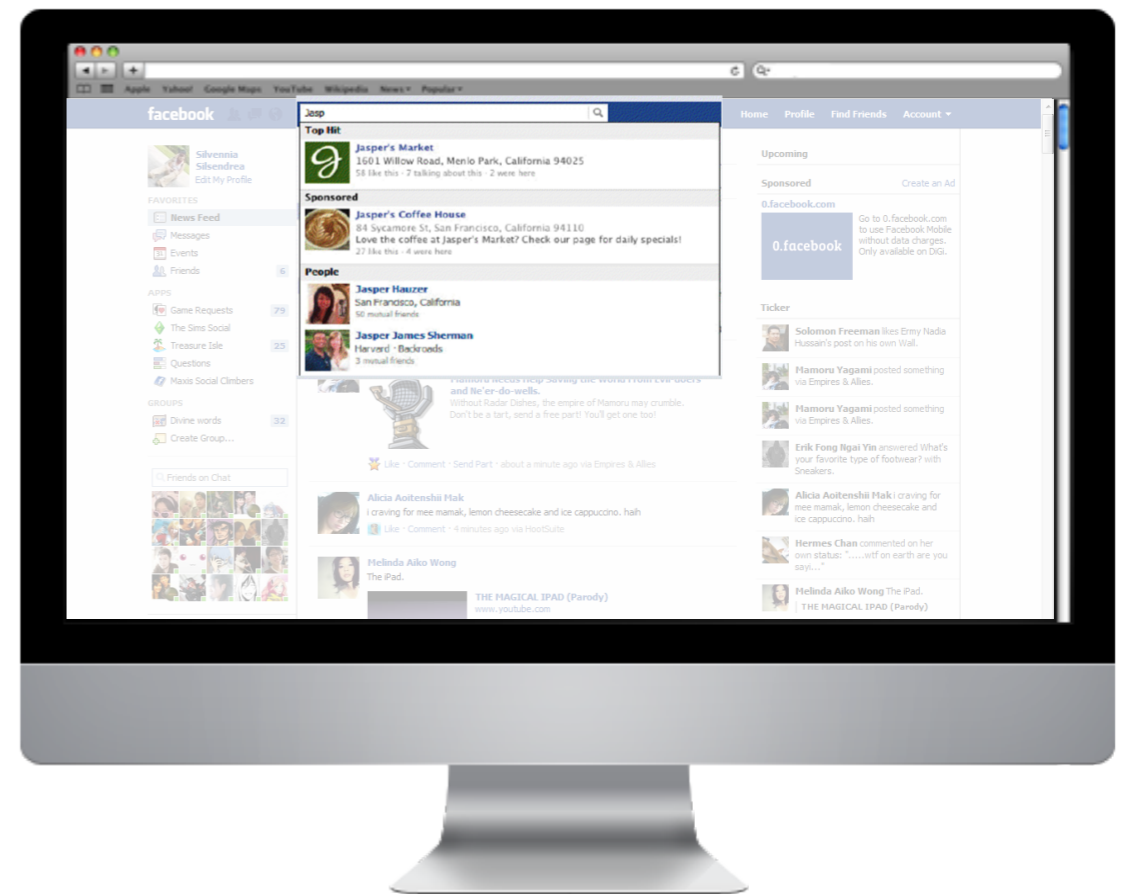 Apple Yahoo! Google Maps YouTube Wikipedia News Popular
facebook
Jasp
Home Profile Find Friends Account
Top Hit
Jasper's Market
1601 Willow Road, Menlo Park, California 94025
58 like this · 7 talking about this · 2 were here
Sponsored
Jasper's Coffee House
84 Sycamore St, San Francisco, California 94110
Love the coffee at Jasper's Market? Check our page for daily specials!
27 like this · 4 were here
People
Jasper Hauzer
San Francisco, California
50 mutual friends
Jasper James Sherman
Harvard · Backroads
3 mutual friends
Silvennia
Silsendrea
Edit My Profile
FAVORITES
News Feed
Messages
Events
Friends 6
APPS
Game Requests 79
The Sims Social
Treasure Isle 25
Questions
Maxis Social Climbers
GROUPS
Divine words 32
Create Group...
Friends on Chat
Mamoru Needs Help Saving the World From Evil-doers
and Ne'er-do-wells.
Without Radar Dishes, the empire of Mamoru may crumble.
Don't be a tart, send a free part! You'll get one too!
Like · Comment · Send Part · about a minute ago via Empires & Allies
Alicia Aoitenshii Mak
i craving for mee mamak, lemon cheesecake and ice cappuccino. haih
Like · Comment · 4 minutes ago via HootSuite
Melinda Aiko Wong
The iPad.
THE MAGICAL IPAD (Parody)
www.youtube.com
Upcoming
Sponsored Create an Ad
0.facebook.com
0.facebook
Go to 0.facebook.com
to use Facebook Mobile
without data charges.
Only available on DiGi.
Ticker
Solomon Freeman likes Ermy Nadia
Hussain's post on his own Wall.
Mamoru Yagami posted something
via Empires & Allies.
Mamoru Yagami posted something
via Empires & Allies.
Erik Fong Ngai Yin answered What's
your favorite type of footwear? with
Sneakers.
Alicia Aoitenshii Mak i craving for
mee mamak, lemon cheesecake and
ice cappuccino. haih
Hermes Chan commented on her
own status: ".....wtf on earth are you
sayi..."
Melinda Aiko Wong The iPad.
THE MAGICAL IPAD (Parody)